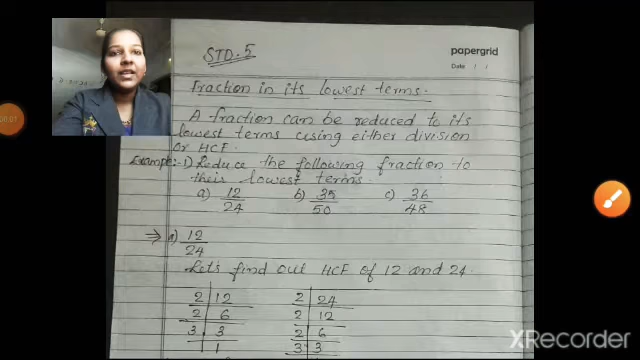 STD. 5
papergrid
Date / /
Fraction in its lowest terms.
A fraction can be reduced to its
lowest terms using either division
or HCF.
Example:-1) Reduce the following fraction to
their lowest terms.
a) 12/24 b) 35/50 c) 36/48
⇒ a) 12/24
Let's find out HCF of 12 and 24.
2 | 12 2 | 24
2 | 6 2 | 12
3 | 3 2 | 6
1 3 | 3
XRecorder